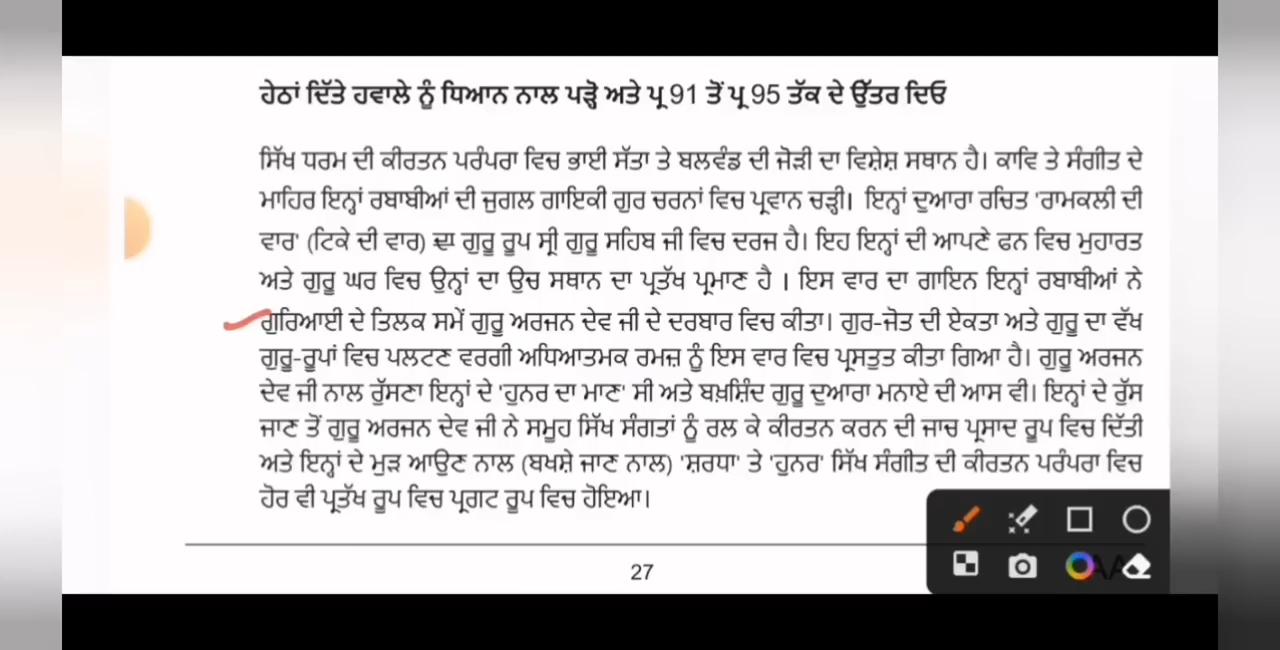 ਹੇਠਾਂ ਦਿੱਤੇ ਹਵਾਲੇ ਨੂੰ ਧਿਆਨ ਨਾਲ ਪੜ੍ਹੋ ਅਤੇ ਪ੍ਰ 91 ਤੋਂ ਪ੍ਰ 95 ਤੱਕ ਦੇ ਉੱਤਰ ਦਿਓ
ਸਿੱਖ ਧਰਮ ਦੀ ਕੀਰਤਨ ਪਰੰਪਰਾ ਵਿਚ ਭਾਈ ਸੱਤਾ ਤੇ ਬਲਵੰਡ ਦੀ ਜੋੜੀ ਦਾ ਵਿਸ਼ੇਸ਼ ਸਥਾਨ ਹੈ। ਕਾਵਿ ਤੇ ਸੰਗੀਤ ਦੇ
ਮਾਹਿਰ ਇਨ੍ਹਾਂ ਰਬਾਬੀਆਂ ਦੀ ਜੁਗਲ ਗਾਇਕੀ ਗੁਰ ਚਰਨਾਂ ਵਿਚ ਪ੍ਰਵਾਨ ਚੜ੍ਹੀ। ਇਨ੍ਹਾਂ ਦੁਆਰਾ ਰਚਿਤ 'ਰਾਮਕਲੀ ਦੀ
ਵਾਰ' (ਟਿਕੇ ਦੀ ਵਾਰ) ਦਾ ਗੁਰੂ ਰੂਪ ਸ੍ਰੀ ਗੁਰੂ ਸਹਿਬ ਜੀ ਵਿਚ ਦਰਜ ਹੈ। ਇਹ ਇਨ੍ਹਾਂ ਦੀ ਆਪਣੇ ਫਨ ਵਿਚ ਮੁਹਾਰਤ
ਅਤੇ ਗੁਰੂ ਘਰ ਵਿਚ ਉਨ੍ਹਾਂ ਦਾ ਉਚ ਸਥਾਨ ਦਾ ਪ੍ਰਤੱਖ ਪ੍ਰਮਾਣ ਹੈ । ਇਸ ਵਾਰ ਦਾ ਗਾਇਨ ਇਨ੍ਹਾਂ ਰਬਾਬੀਆਂ ਨੇ
ਗੁਰਿਆਈ ਦੇ ਤਿਲਕ ਸਮੇਂ ਗੁਰੂ ਅਰਜਨ ਦੇਵ ਜੀ ਦੇ ਦਰਬਾਰ ਵਿਚ ਕੀਤਾ। ਗੁਰ-ਜੋਤ ਦੀ ਏਕਤਾ ਅਤੇ ਗੁਰੂ ਦਾ ਵੱਖ
ਗੁਰੂ-ਰੂਪਾਂ ਵਿਚ ਪਲਟਣ ਵਰਗੀ ਅਧਿਆਤਮਕ ਰਮਜ਼ ਨੂੰ ਇਸ ਵਾਰ ਵਿਚ ਪ੍ਰਸਤੁਤ ਕੀਤਾ ਗਿਆ ਹੈ। ਗੁਰੂ ਅਰਜਨ
ਦੇਵ ਜੀ ਨਾਲ ਰੁੱਸਣਾ ਇਨ੍ਹਾਂ ਦੇ 'ਹੁਨਰ ਦਾ ਮਾਣ' ਸੀ ਅਤੇ ਬਖ਼ਸ਼ਿੰਦ ਗੁਰੂ ਦੁਆਰਾ ਮਨਾਏ ਦੀ ਆਸ ਵੀ। ਇਨ੍ਹਾਂ ਦੇ ਰੁੱਸ
ਜਾਣ ਤੋਂ ਗੁਰੂ ਅਰਜਨ ਦੇਵ ਜੀ ਨੇ ਸਮੂਹ ਸਿੱਖ ਸੰਗਤਾਂ ਨੂੰ ਰਲ ਕੇ ਕੀਰਤਨ ਕਰਨ ਦੀ ਜਾਚ ਪ੍ਰਸਾਦ ਰੂਪ ਵਿਚ ਦਿੱਤੀ
ਅਤੇ ਇਨ੍ਹਾਂ ਦੇ ਮੁੜ ਆਉਣ ਨਾਲ (ਬਖਸ਼ੇ ਜਾਣ ਨਾਲ) 'ਸ਼ਰਧਾ' ਤੇ 'ਹੁਨਰ' ਸਿੱਖ ਸੰਗੀਤ ਦੀ ਕੀਰਤਨ ਪਰੰਪਰਾ ਵਿਚ
ਹੋਰ ਵੀ ਪ੍ਰਤੱਖ ਰੂਪ ਵਿਚ ਪ੍ਰਗਟ ਰੂਪ ਵਿਚ ਹੋਇਆ।
27